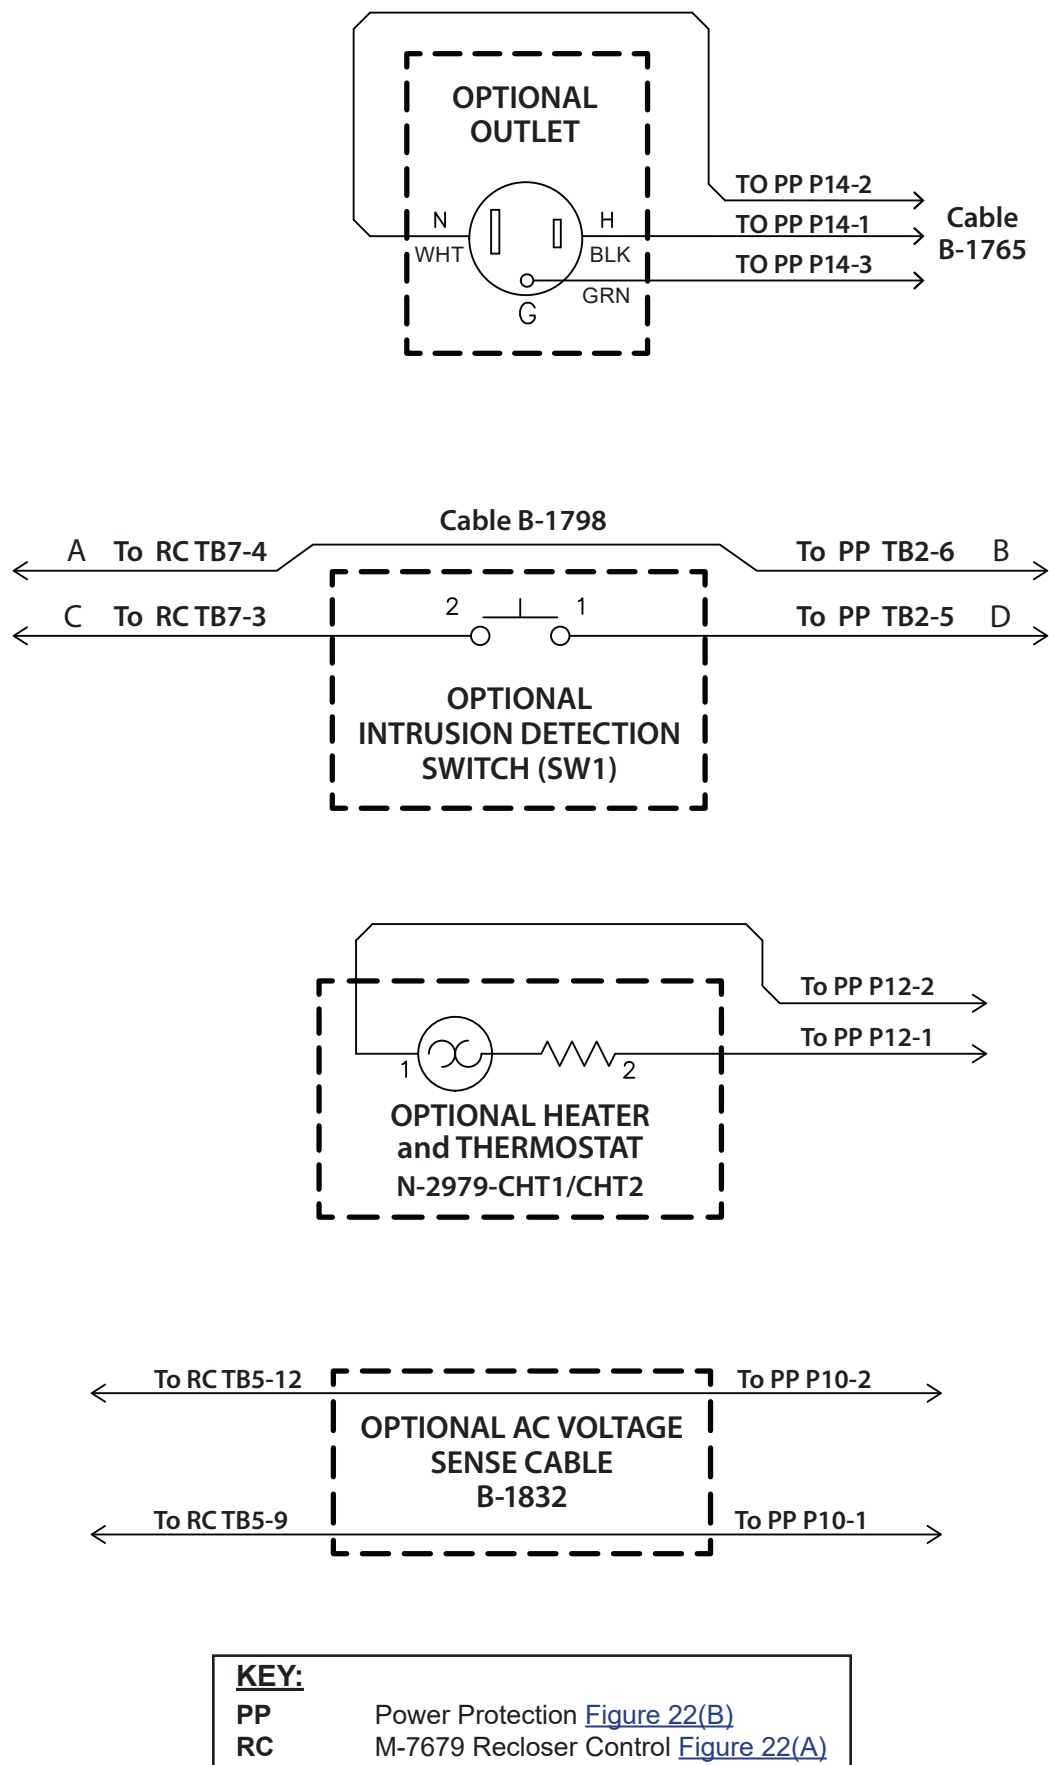 OPTIONAL
OUTLET
TO PP P14-2
N
H
TO PP P14-1
Cable
B-1765
WHT
BLK
TO PP P14-3
GRN
G
Cable B-1798
A To RC TB7-4
To PP TB2-6 B
C To RC TB7-3
2
1
To PP TB2-5 D
OPTIONAL
INTRUSION DETECTION
SWITCH (SW1)
To PP P12-2
To PP P12-1
1
2
OPTIONAL HEATER
and THERMOSTAT
N-2979-CHT1/CHT2
To RC TB5-12
To PP P10-2
OPTIONAL AC VOLTAGE
SENSE CABLE
B-1832
To RC TB5-9
To PP P10-1
KEY:
PP Power Protection Figure 22(B)
RC M-7679 Recloser Control Figure 22(A)